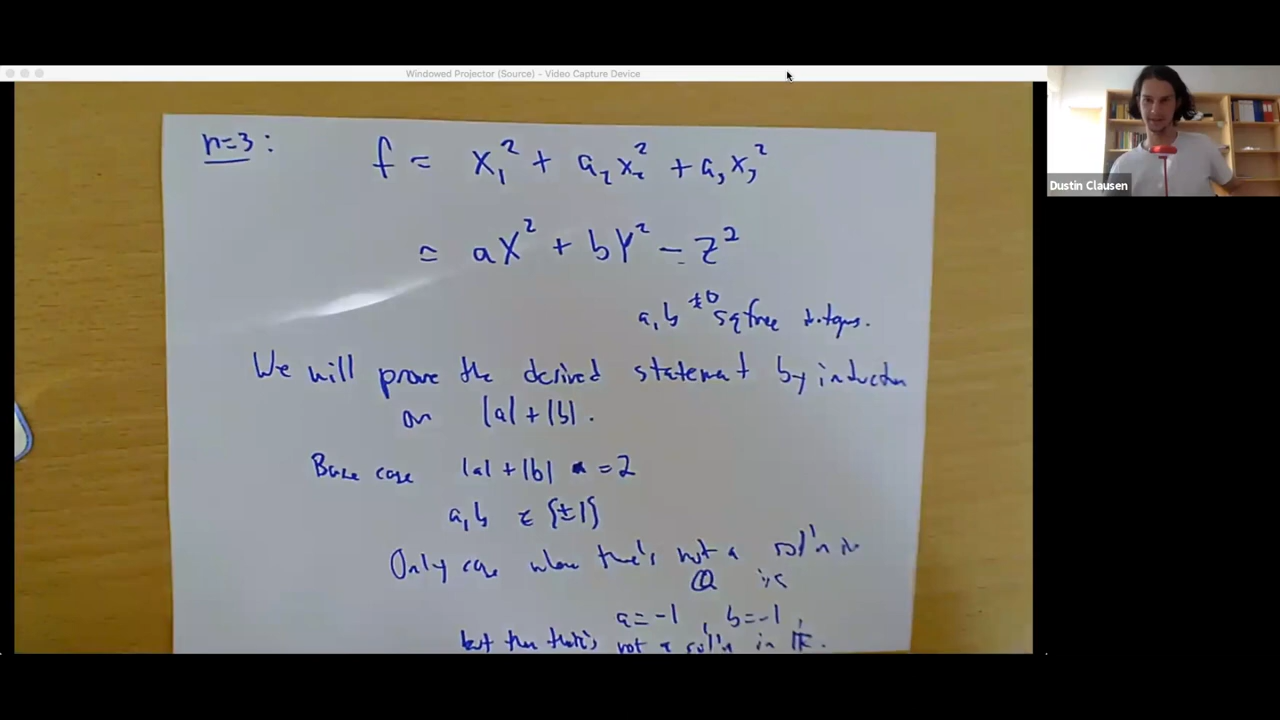 Windowed Projector (Source) - Video Capture Device
n=3: f = x₁² + a₂x₂² + a₃x₃²
= aX² + bY² - Z²
a,b ≠0 sqfree integers.
We will prove the desired statement by induction
on |a|+|b|.
Base case |a|+|b| = 2
a,b ∈ {±1}
Only case where there's not a sol'n in
Q is
a=-1, b=-1,
but then there's not a sol'n in R.
Dustin Clausen